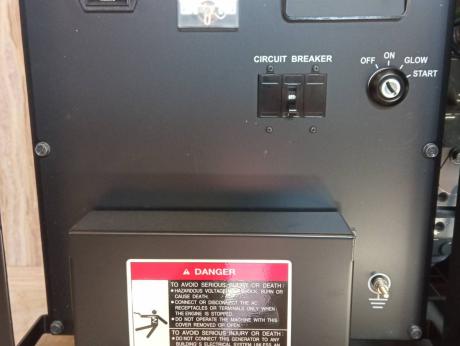 CIRCUIT BREAKER
OFF
ON
GLOW
START
DANGER
TO AVOID SERIOUS INJURY OR DEATH:
HAZARDOUS VOLTAGE SHOCK, BURN OR
CAUSE DEATH.
CONNECT OR DISCONNECT THE AC
RECEPTACLES OR TERMINALS ONLY WHEN
THE ENGINE IS STOPPED.
DO NOT OPERATE THE MACHINE WITH THIS
COVER REMOVED OR OPEN.
TO AVOID SERIOUS INJURY OR DEATH:
DO NOT CONNECT THIS GENERATOR TO ANY
BUILDING'S ELECTRICAL SYSTEM UNLESS AN